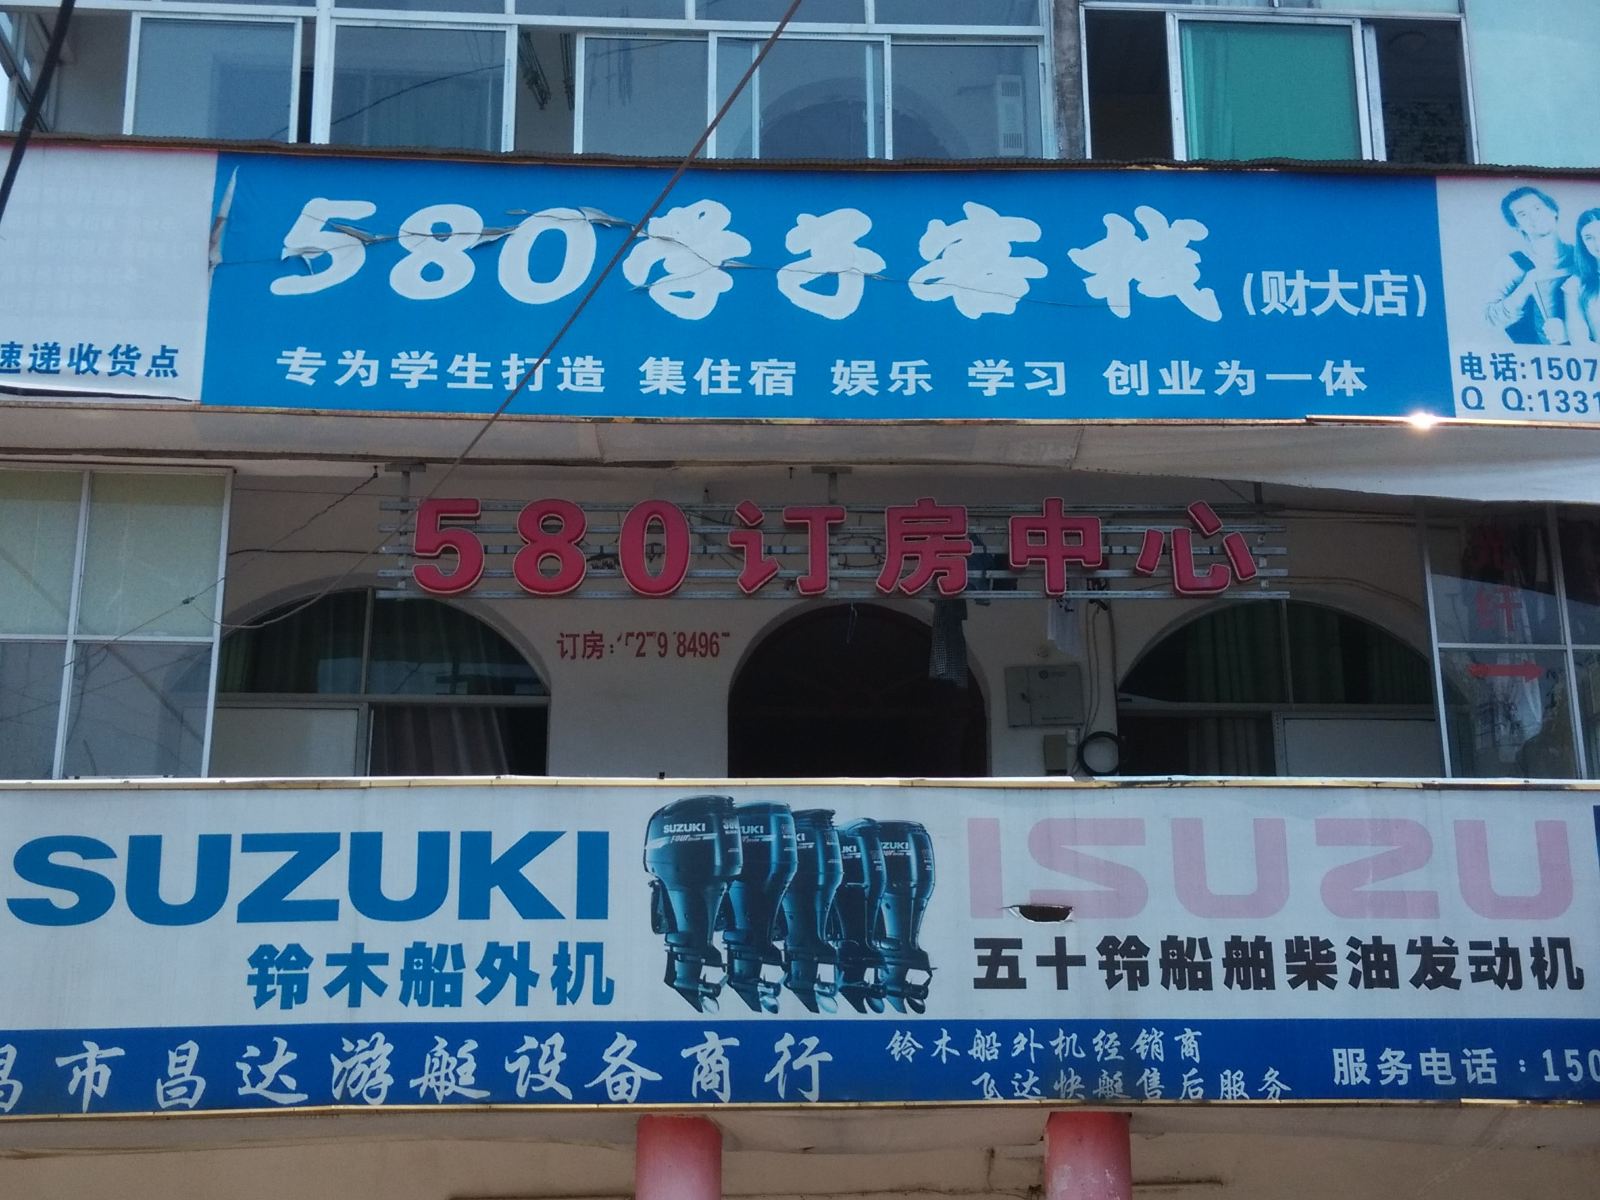 580学子客栈(财大店)
专为学生打造 集住宿 娱乐 学习 创业为一体
速递收货点
电话:1507
Q Q:1331
580订房中心
订房:
光纤
SUZUKI
铃木船外机
SUZUKI
ISUZU
五十铃船舶柴油发动机
昌市昌达游艇设备商行
铃木船外机经销商
飞达快艇售后服务
服务电话:150